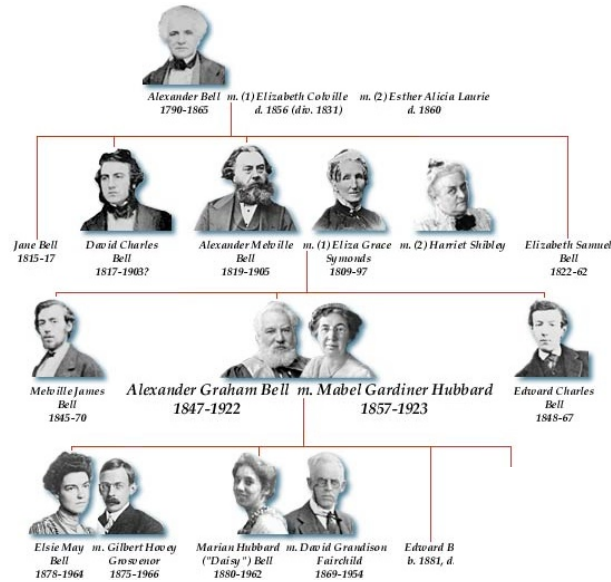 Alexander Bell m. (1) Elizabeth Colville m. (2) Esther Alicia Laurie
1790-1865 d. 1856 (div. 1831) d. 1860
Jane Bell
1815-17
David Charles
Bell
1817-1903?
Alexander Melville
Bell
1819-1905
m. (1) Eliza Grace
Symonds
1809-97
m. (2) Harriet Shibley
Elizabeth Samuel
Bell
1822-62
Melville James
Bell
1845-70
Alexander Graham Bell m. Mabel Gardiner Hubbard
1847-1922 1857-1923
Edward Charles
Bell
1848-67
Elsie May
Bell
1878-1964
m. Gilbert Hovey
Grosvenor
1875-1966
Marian Hubbard
("Daisy") Bell
1880-1962
m. David Grandison
Fairchild
1869-1954
Edward B
b. 1881, d.